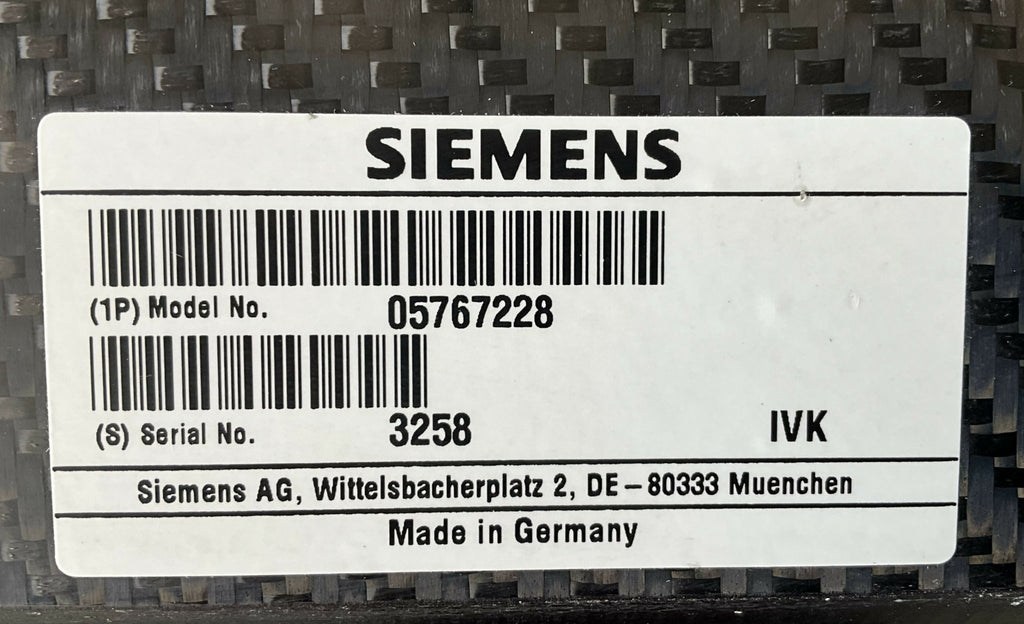 SIEMENS
(1P) Model No. 05767228
(S) Serial No. 3258 IVK
Siemens AG, Wittelsbacherplatz 2, DE-80333 Muenchen
Made in Germany